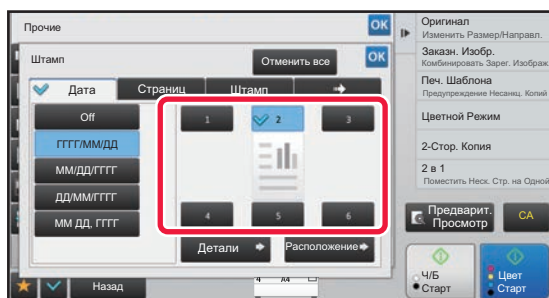 Прочие
OK
Штамп
Отменить все
OK
Дата
Страниц
Штамп
Off
ГГГГ/ММ/ДД
ММ/ДД/ГГГГ
ДД/ММ/ГГГГ
ММ ДД, ГГГГ
1
2
3
4
5
6
Детали
Расположение
Назад
A4
Оригинал
Изменить Размер/Направл.
Заказн. Изобр.
Комбинировать Зарег. Изображ
Печ. Шаблона
Предупреждение Несанкц. Копий
Цветной Режим
2-Стор. Копия
2 в 1
Поместить Неск. Стр. на Одной
Предварит.
Просмотр
CA
Ч/Б
Старт
Цвет
Старт